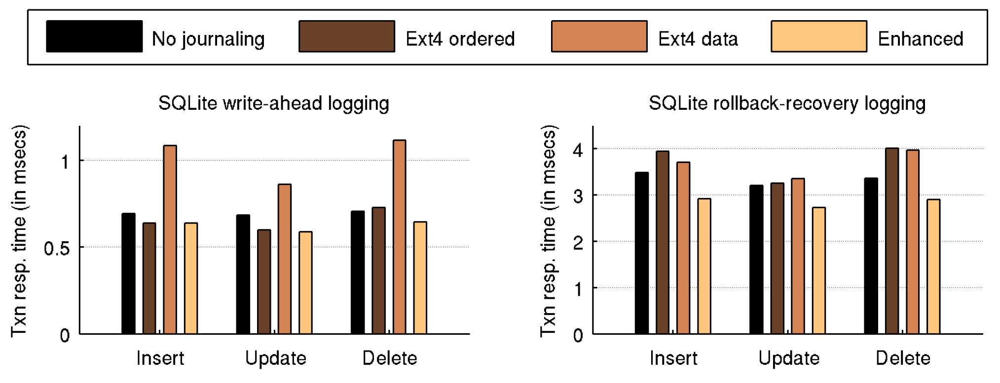 No journaling Ext4 ordered Ext4 data Enhanced
SQLite write-ahead logging
Txn resp. time (in msecs)
1
0.5
0
Insert Update Delete
SQLite rollback-recovery logging
Txn resp. time (in msecs)
4
3
2
1
0
Insert Update Delete